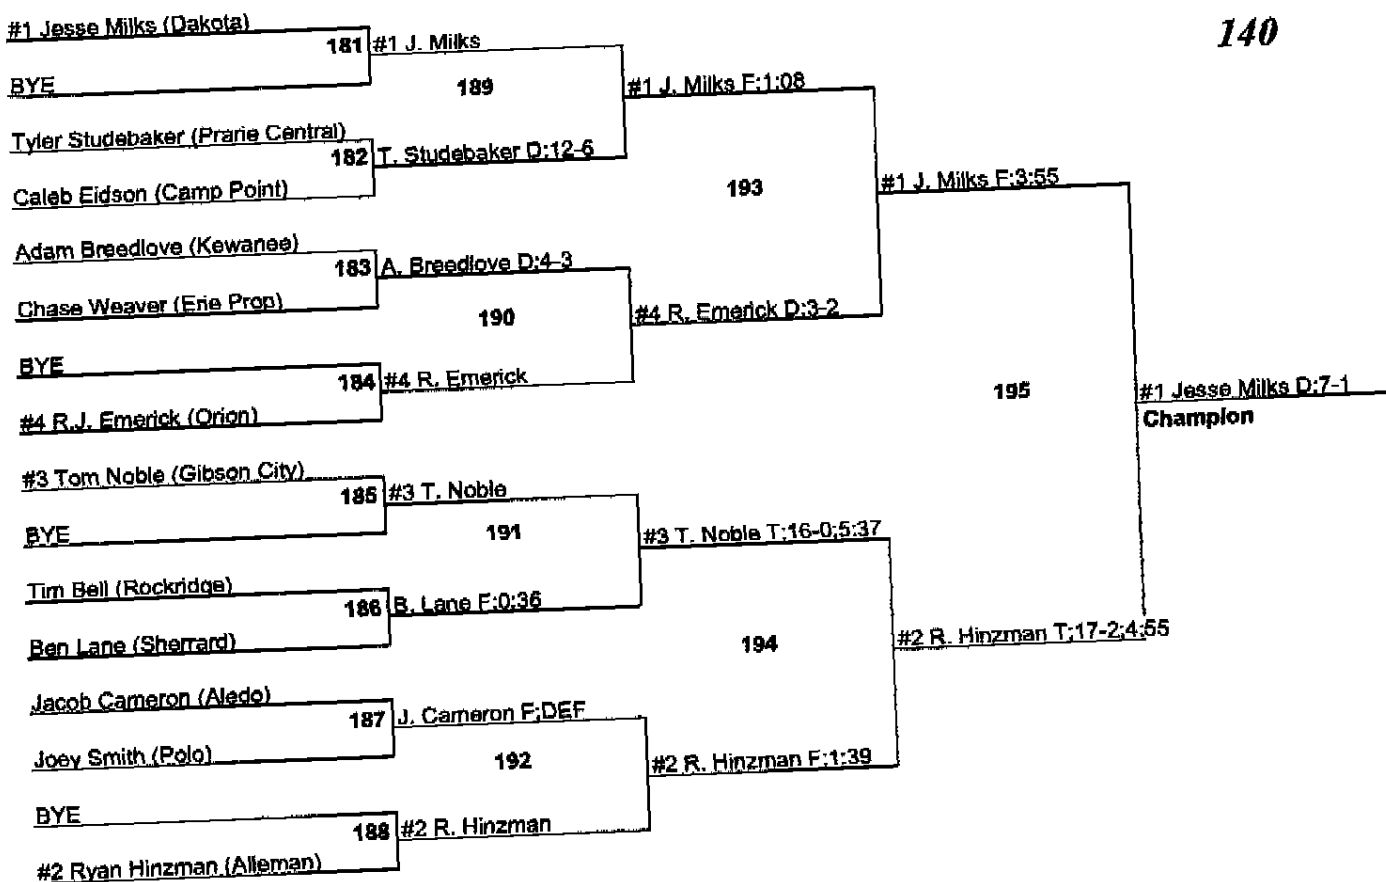 140
#1 Jesse Milks (Dakota)
181 #1 J. Milks
BYE
189
#1 J. Milks F;1:08
Tyler Studebaker (Prarie Central)
182 T. Studebaker D;12-6
Caleb Eidson (Camp Point)
193
#1 J. Milks F;3:55
Adam Breedlove (Kewanee)
183 A. Breedlove D;4-3
Chase Weaver (Erie Prop)
190
#4 R. Emerick D;3-2
BYE
184 #4 R. Emerick
#4 R.J. Emerick (Orion)
195
#1 Jesse Milks D;7-1
Champion
#3 Tom Noble (Gibson City)
185 #3 T. Noble
BYE
191
#3 T. Noble T;16-0;5:37
Tim Bell (Rockridge)
186 B. Lane F;0:36
Ben Lane (Sherrard)
194
#2 R. Hinzman T;17-2;4:55
Jacob Cameron (Aledo)
187 J. Cameron F;DEF
Joey Smith (Polo)
192
#2 R. Hinzman F;1:39
BYE
188 #2 R. Hinzman
#2 Ryan Hinzman (Alleman)